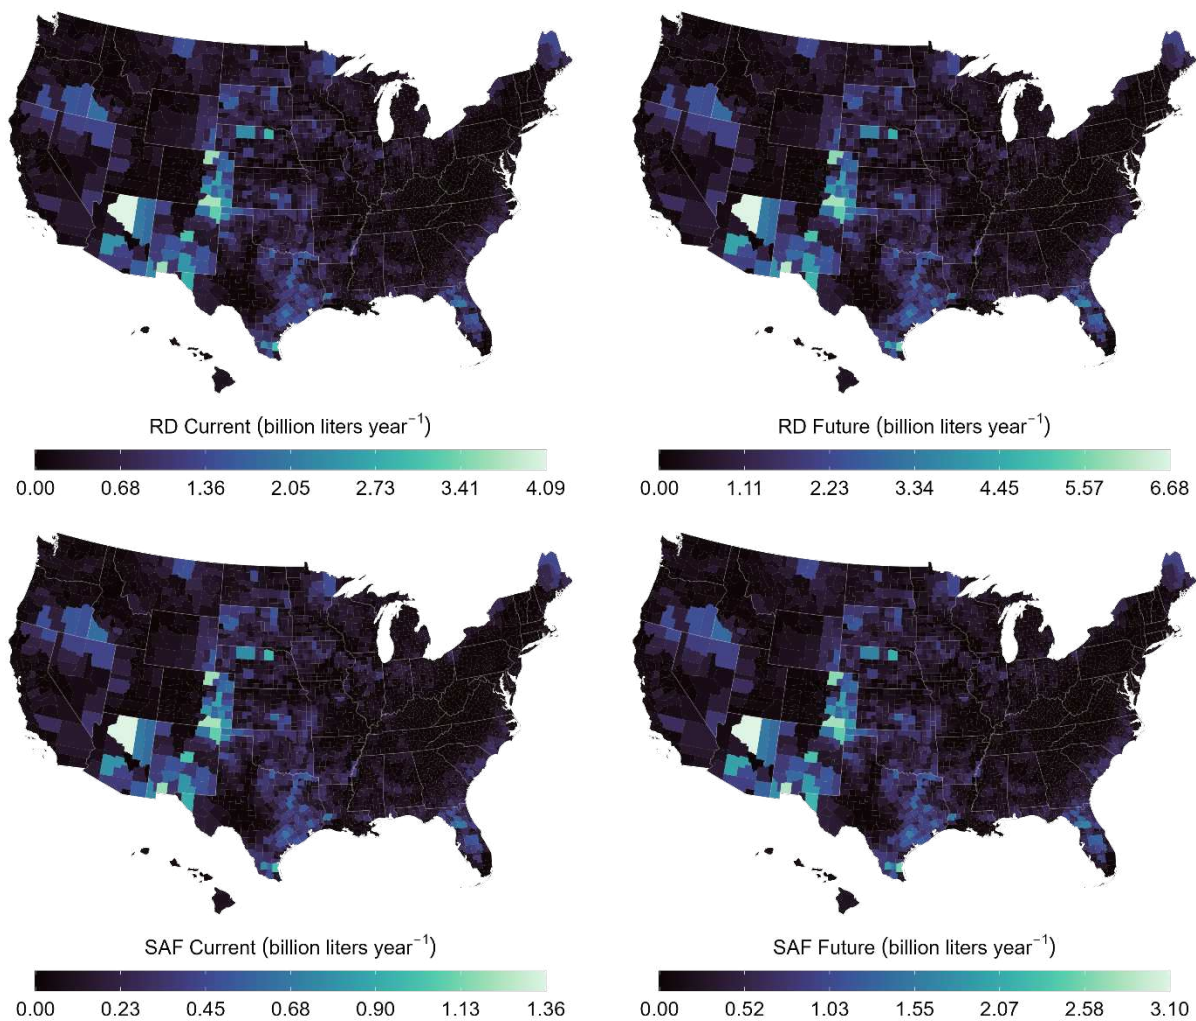 RD Current (billion liters year⁻¹)
0.00 0.68 1.36 2.05 2.73 3.41 4.09
RD Future (billion liters year⁻¹)
0.00 1.11 2.23 3.34 4.45 5.57 6.68
SAF Current (billion liters year⁻¹)
0.00 0.23 0.45 0.68 0.90 1.13 1.36
SAF Future (billion liters year⁻¹)
0.00 0.52 1.03 1.55 2.07 2.58 3.10